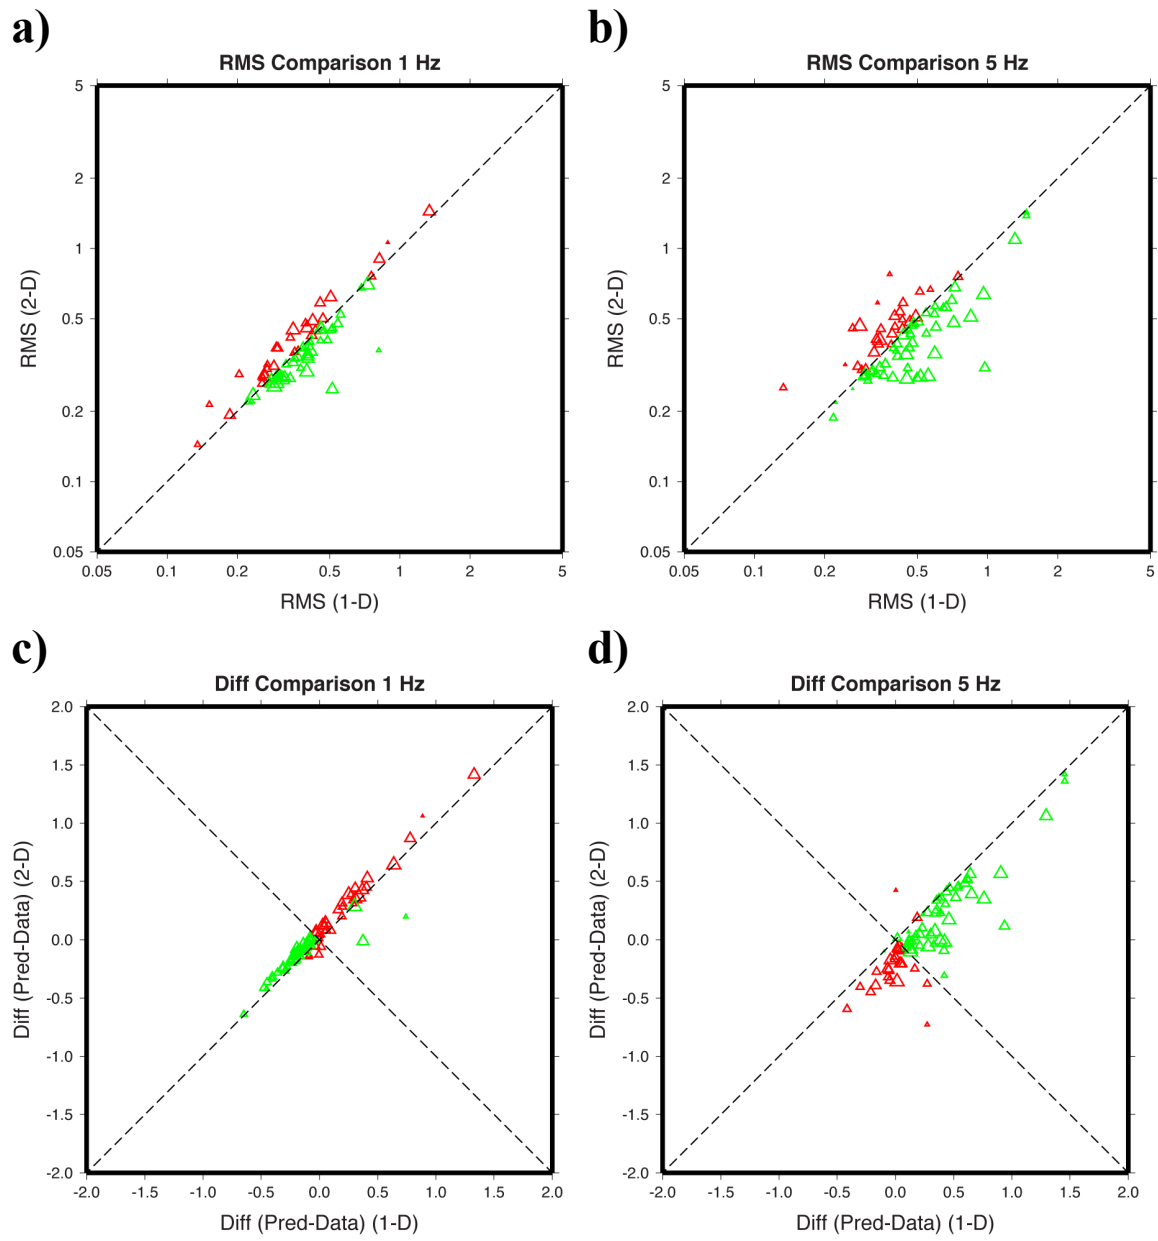 a)
RMS Comparison 1 Hz
5
2
1
0.5
0.2
0.1
0.05
RMS (2-D)
0.05 0.1 0.2 0.5 1 2 5
RMS (1-D)
b)
RMS Comparison 5 Hz
5
2
1
0.5
0.2
0.1
0.05
RMS (2-D)
0.05 0.1 0.2 0.5 1 2 5
RMS (1-D)
c)
Diff Comparison 1 Hz
2.0
1.5
1.0
0.5
0.0
-0.5
-1.0
-1.5
-2.0
Diff (Pred-Data) (2-D)
-2.0 -1.5 -1.0 -0.5 0.0 0.5 1.0 1.5 2.0
Diff (Pred-Data) (1-D)
d)
Diff Comparison 5 Hz
2.0
1.5
1.0
0.5
0.0
-0.5
-1.0
-1.5
-2.0
Diff (Pred-Data) (2-D)
-2.0 -1.5 -1.0 -0.5 0.0 0.5 1.0 1.5 2.0
Diff (Pred-Data) (1-D)